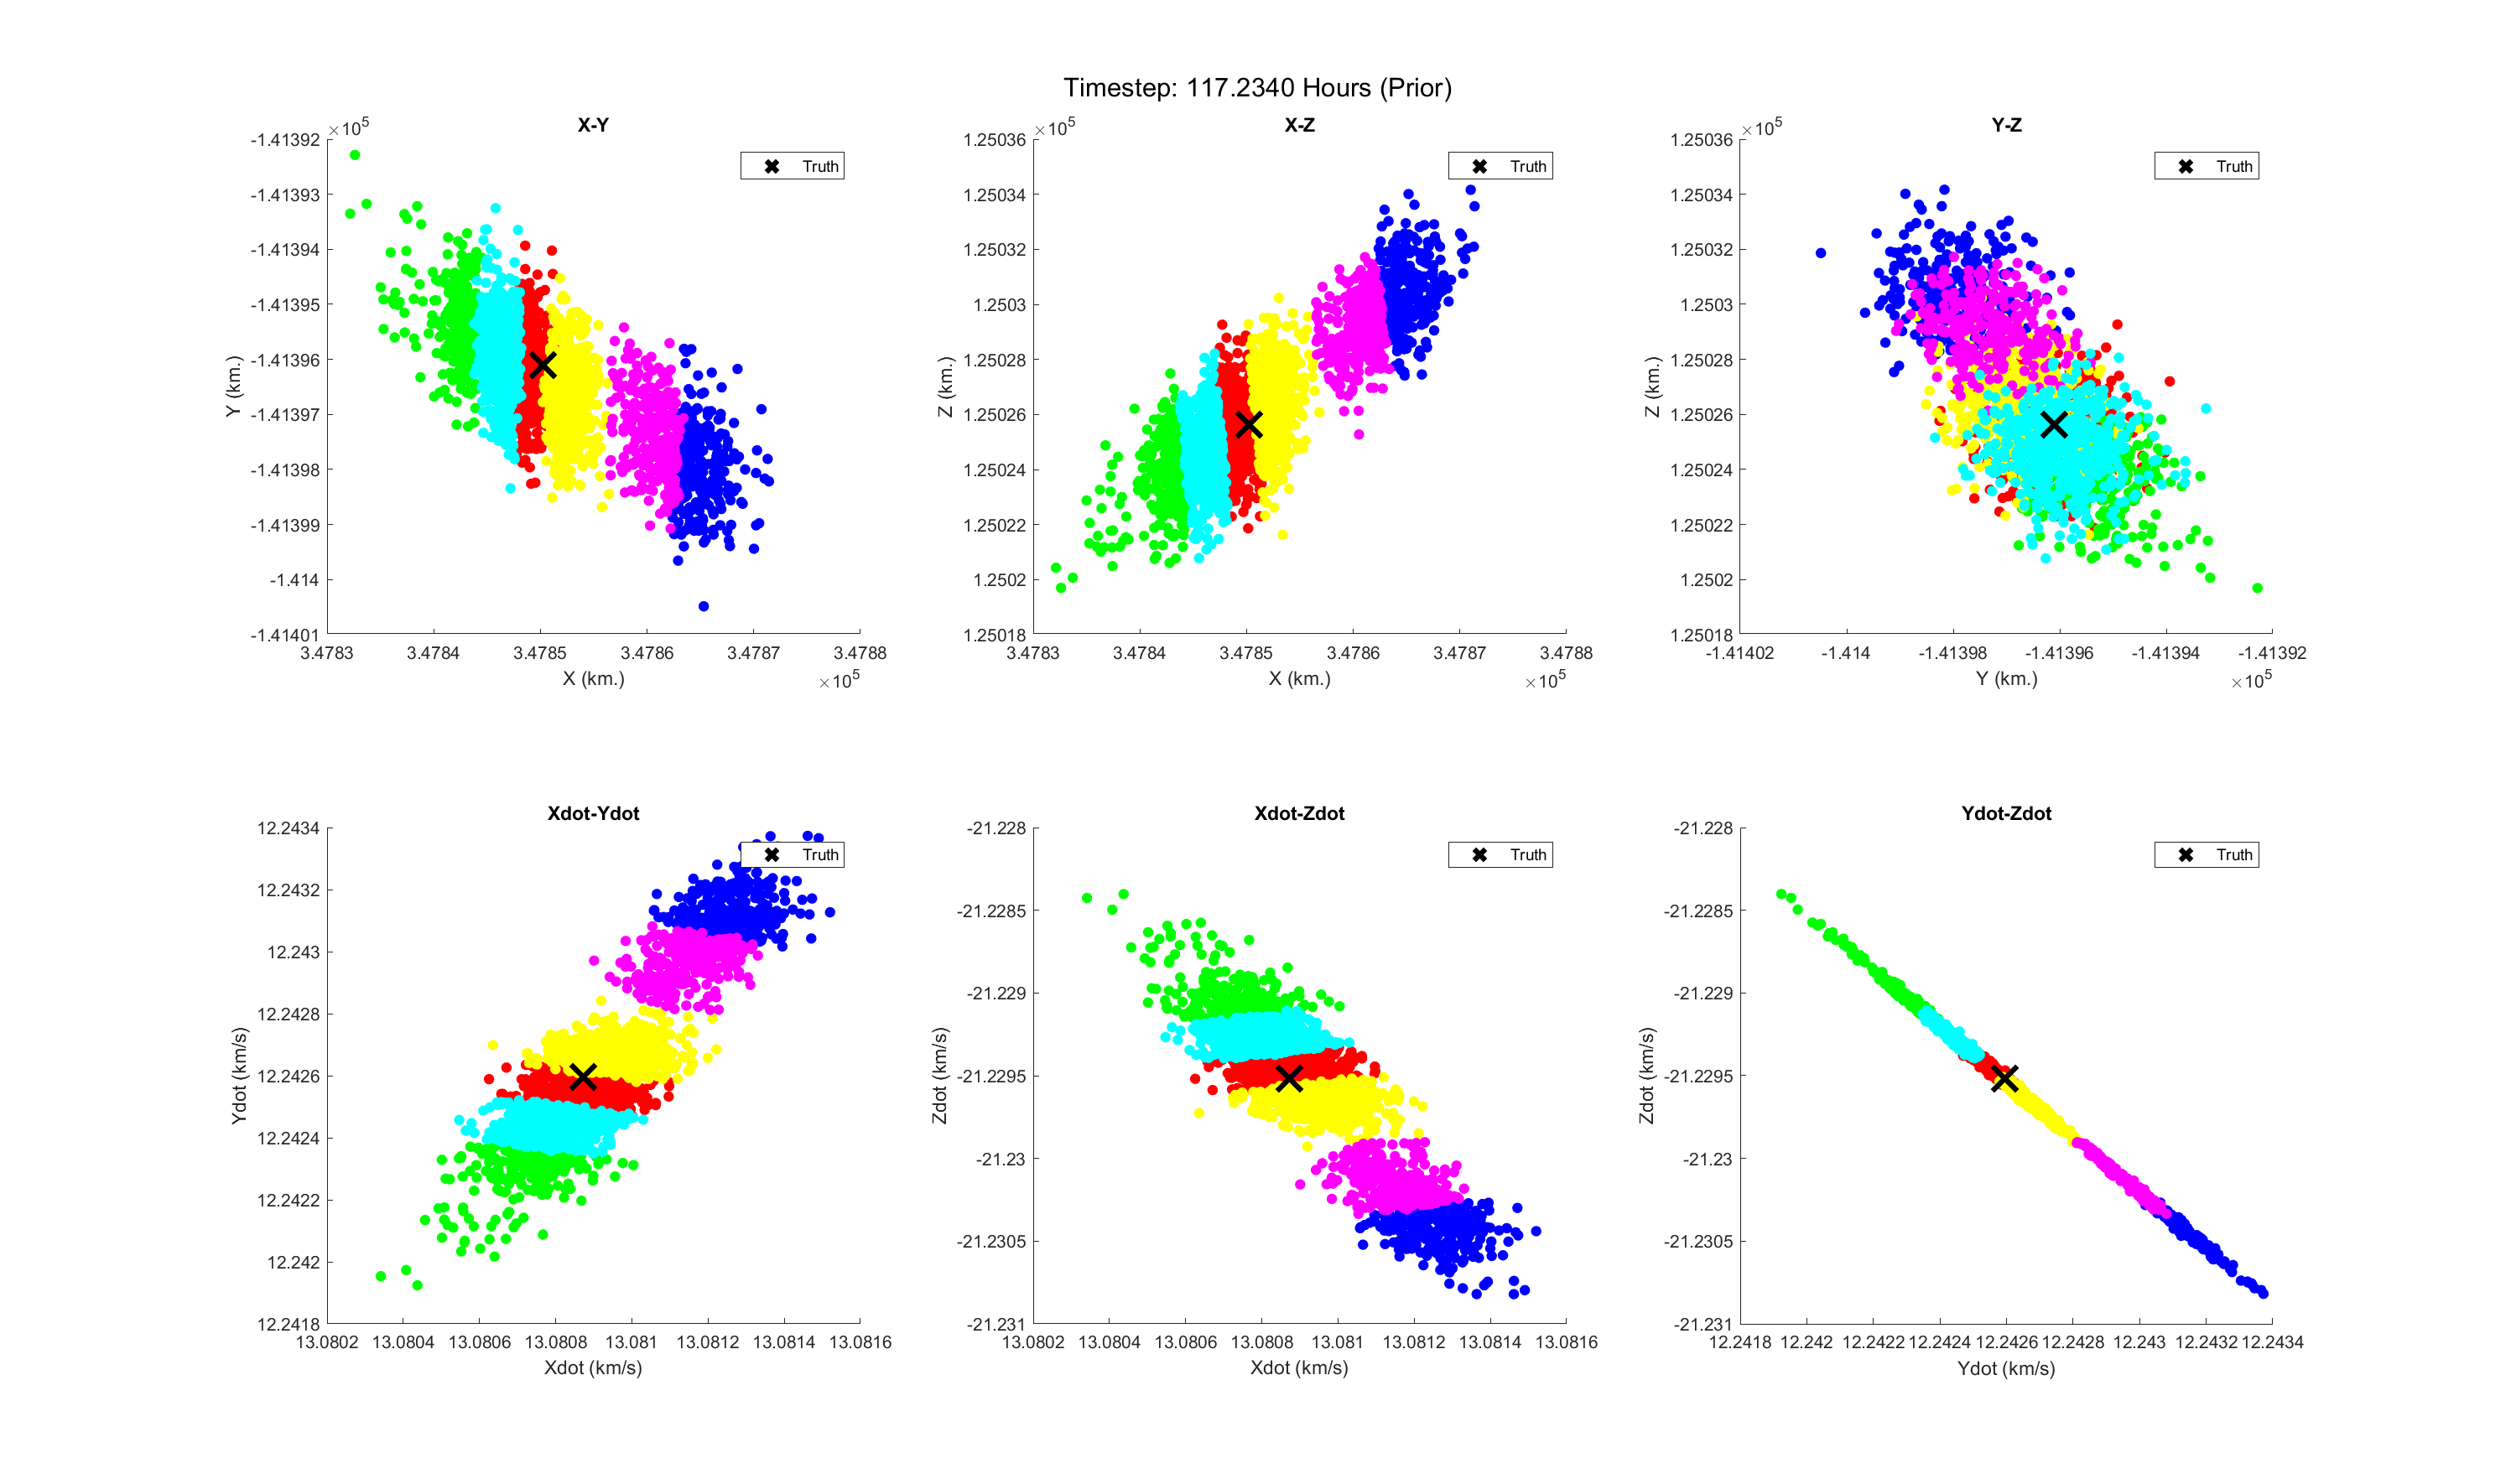 Timestep: 117.2340 Hours (Prior)
X-Y
×10^5
-1.41392
-1.41393
-1.41394
-1.41395
-1.41396
-1.41397
-1.41398
-1.41399
-1.414
-1.41401
Y (km.)
Truth
3.4783 3.4784 3.4785 3.4786 3.4787 3.4788
X (km.)
×10^5
X-Z
×10^5
1.25036
1.25034
1.25032
1.2503
1.25028
1.25026
1.25024
1.25022
1.2502
1.25018
Z (km.)
Truth
3.4783 3.4784 3.4785 3.4786 3.4787 3.4788
X (km.)
×10^5
Y-Z
×10^5
1.25036
1.25034
1.25032
1.2503
1.25028
1.25026
1.25024
1.25022
1.2502
1.25018
Z (km.)
Truth
-1.41402 -1.414 -1.41398 -1.41396 -1.41394 -1.41392
Y (km.)
×10^5
Xdot-Ydot
12.2434
12.2432
12.243
12.2428
12.2426
12.2424
12.2422
12.242
12.2418
Ydot (km/s)
Truth
13.0802 13.0804 13.0806 13.0808 13.081 13.0812 13.0814 13.0816
Xdot (km/s)
Xdot-Zdot
-21.228
-21.2285
-21.229
-21.2295
-21.23
-21.2305
-21.231
Zdot (km/s)
Truth
13.0802 13.0804 13.0806 13.0808 13.081 13.0812 13.0814 13.0816
Xdot (km/s)
Ydot-Zdot
-21.228
-21.2285
-21.229
-21.2295
-21.23
-21.2305
-21.231
Zdot (km/s)
Truth
12.2418 12.242 12.2422 12.2424 12.2426 12.2428 12.243 12.2432 12.2434
Ydot (km/s)